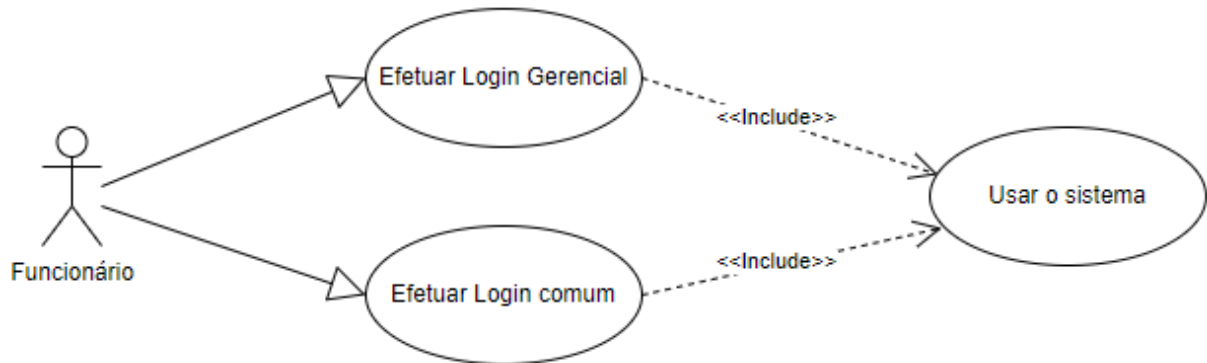 Efetuar Login Gerencial
<<Include>>
Usar o sistema
Funcionário
<<Include>>
Efetuar Login comum